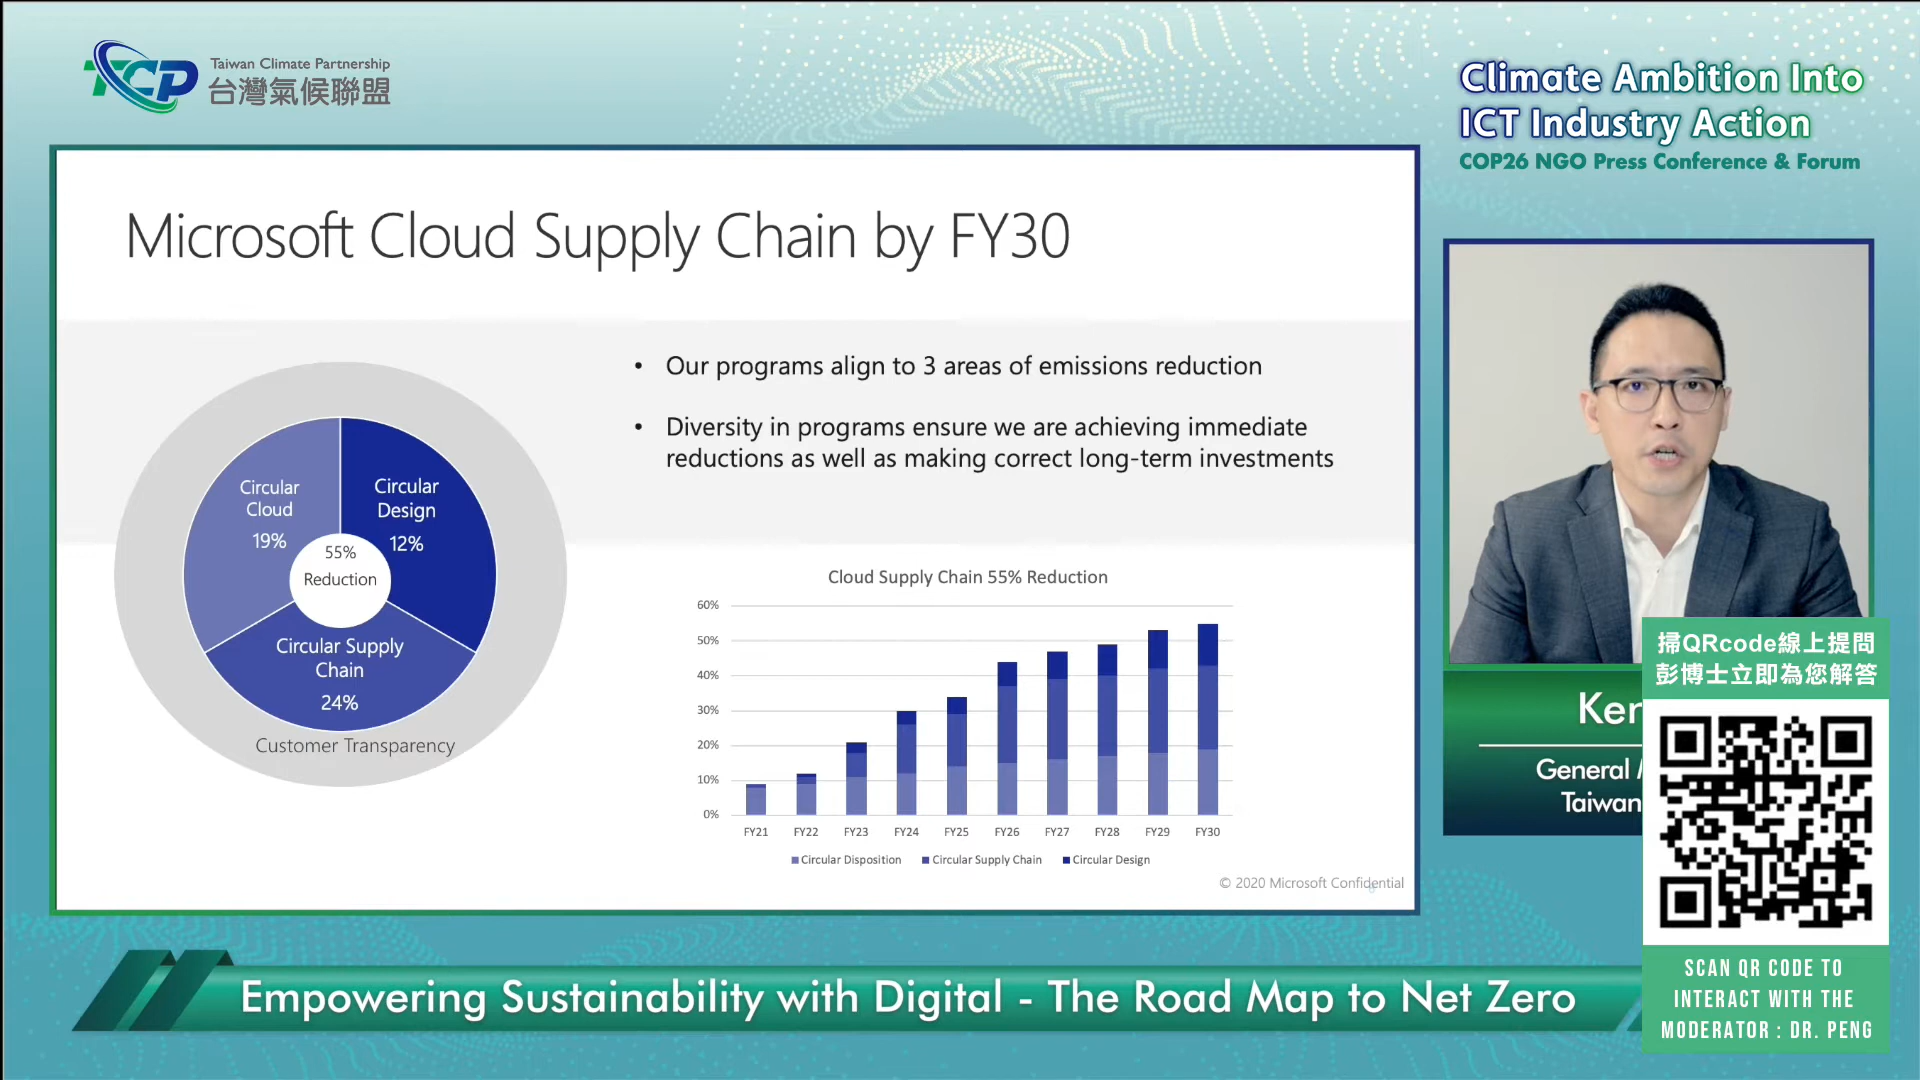 TCP
Taiwan Climate Partnership
台灣氣候聯盟
Climate Ambition Into
ICT Industry Action
COP26 NGO Press Conference & Forum
Microsoft Cloud Supply Chain by FY30
• Our programs align to 3 areas of emissions reduction
• Diversity in programs ensure we are achieving immediate
reductions as well as making correct long-term investments
Circular
Cloud
19%
Circular
Design
12%
55%
Reduction
Circular Supply
Chain
24%
Customer Transparency
Cloud Supply Chain 55% Reduction
60%
50%
40%
30%
20%
10%
0%
FY21 FY22 FY23 FY24 FY25 FY26 FY27 FY28 FY29 FY30
Circular Disposition Circular Supply Chain Circular Design
© 2020 Microsoft Confidential
Ken
General
Taiwan
掃QRcode線上提問
彭博士立即為您解答
SCAN QR CODE TO
INTERACT WITH THE
MODERATOR : DR. PENG
Empowering Sustainability with Digital - The Road Map to Net Zero